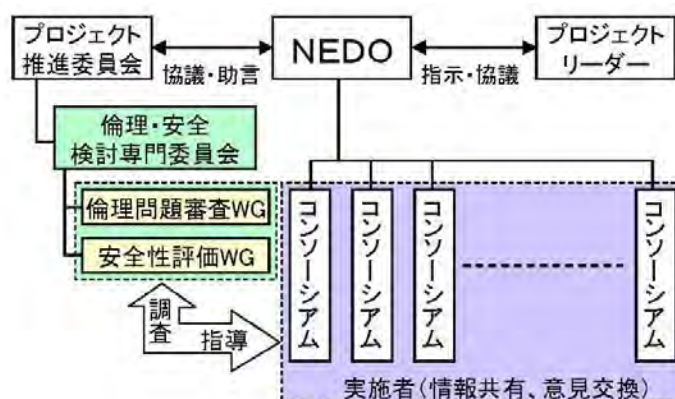 プロジェクト
推進委員会
協議・助言
NEDO
指示・協議
プロジェクト
リーダー
倫理・安全
検討専門委員会
倫理問題審査WG
安全性評価WG
調査
指導
コンソーシアム
コンソーシアム
コンソーシアム
コンソーシアム
実施者(情報共有、意見交換)